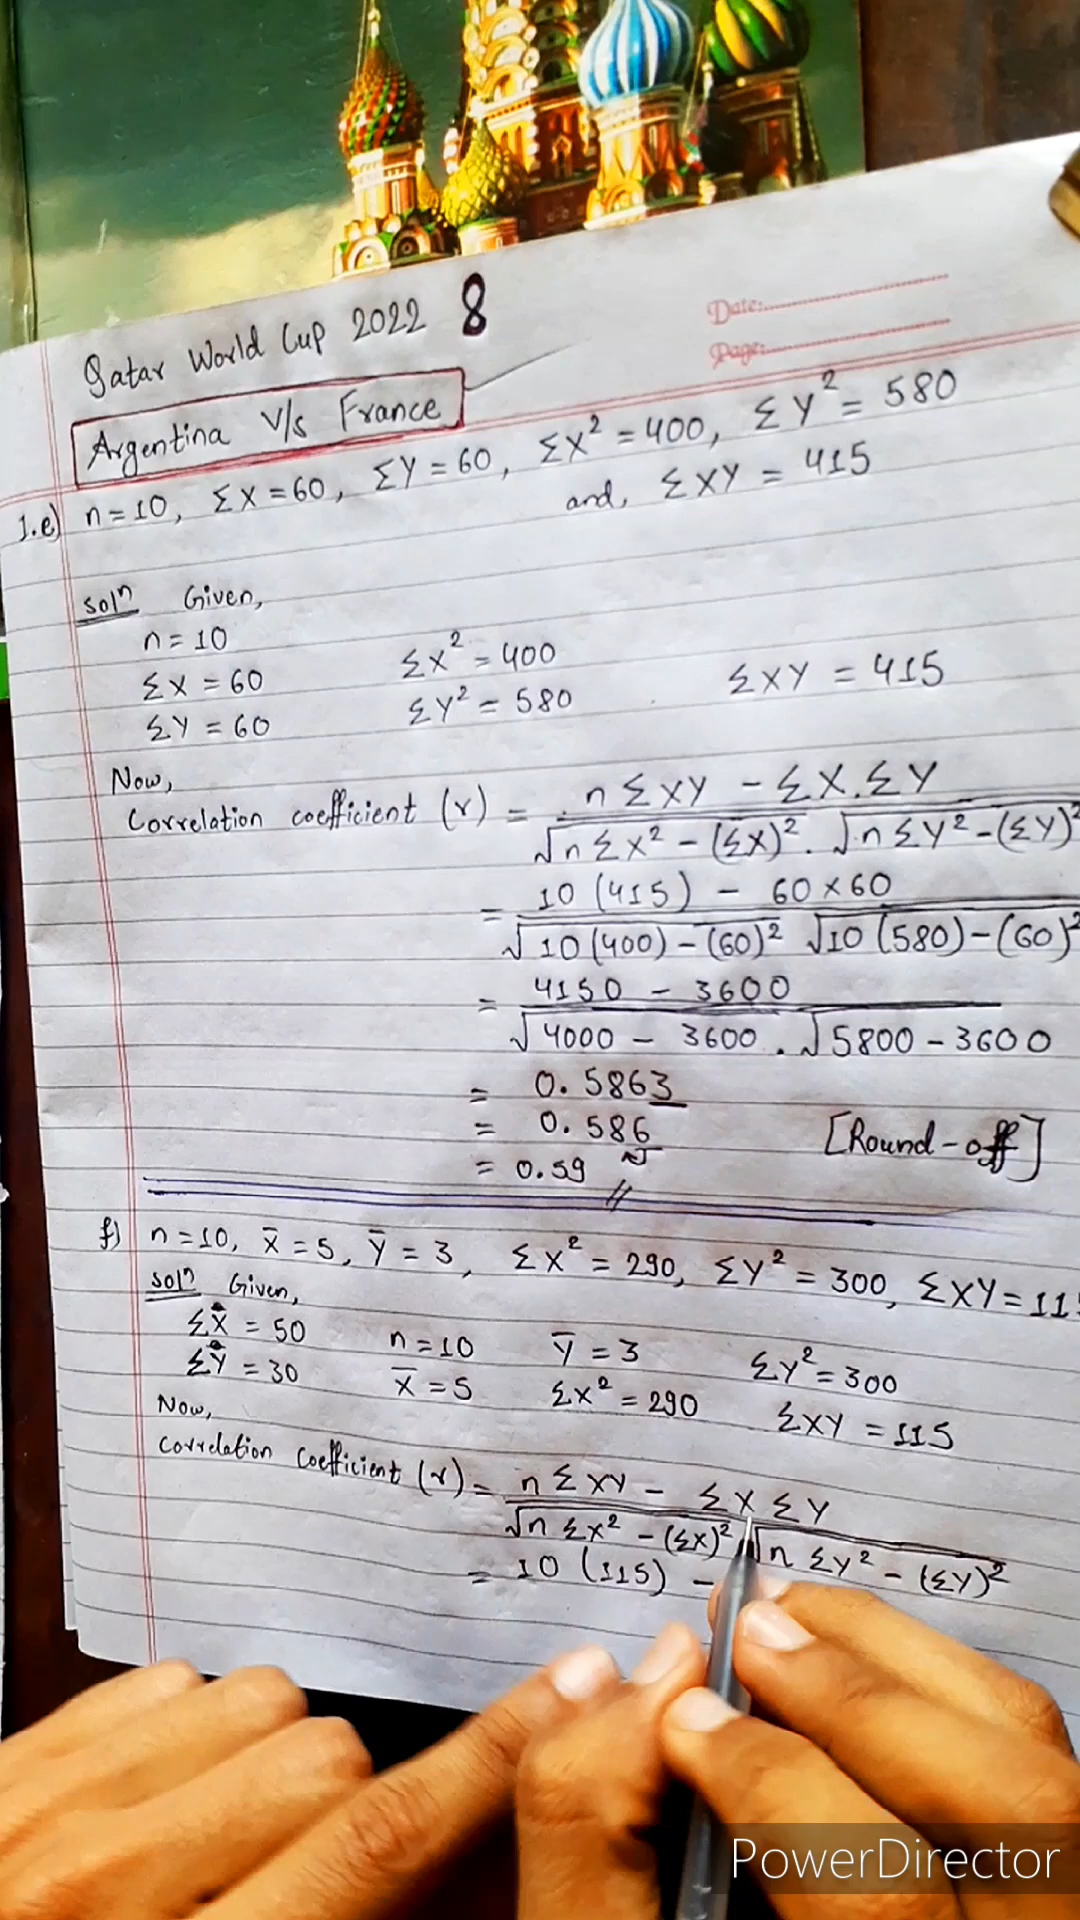 Qatar World Cup 2022 8
Date:
Page:
Argentina V/s France
1.e) n=10, ΣX=60, ΣY=60, ΣX²=400, ΣY²=580
and, ΣXY = 415
Solⁿ Given,
n=10
ΣX=60 ΣX²=400 ΣXY = 415
ΣY=60 ΣY²=580
Now,
Correlation coefficient (r) = nΣXY - ΣX.ΣY
√nΣX² - (ΣX)². √nΣY²-(ΣY)²
= 10 (415) - 60×60
√10(400)-(60)² √10(580)-(60)²
= 4150 - 3600
√4000 - 3600 . √5800-3600
= 0.5863
= 0.586 [Round-off]
= 0.59
f) n=10, x̄=5, ȳ=3, Σx²=290, Σy²=300, ΣXY=115
Solⁿ Given,
ΣX = 50 n=10 ȳ=3 Σy²=300
ΣY = 30 x̄=5 Σx²=290 ΣXY=115
Now,
Correlation Coefficient (r) = nΣXY - ΣXΣY
√nΣx² - (Σx)² √nΣy² - (Σy)²
= 10 (115) -
PowerDirector